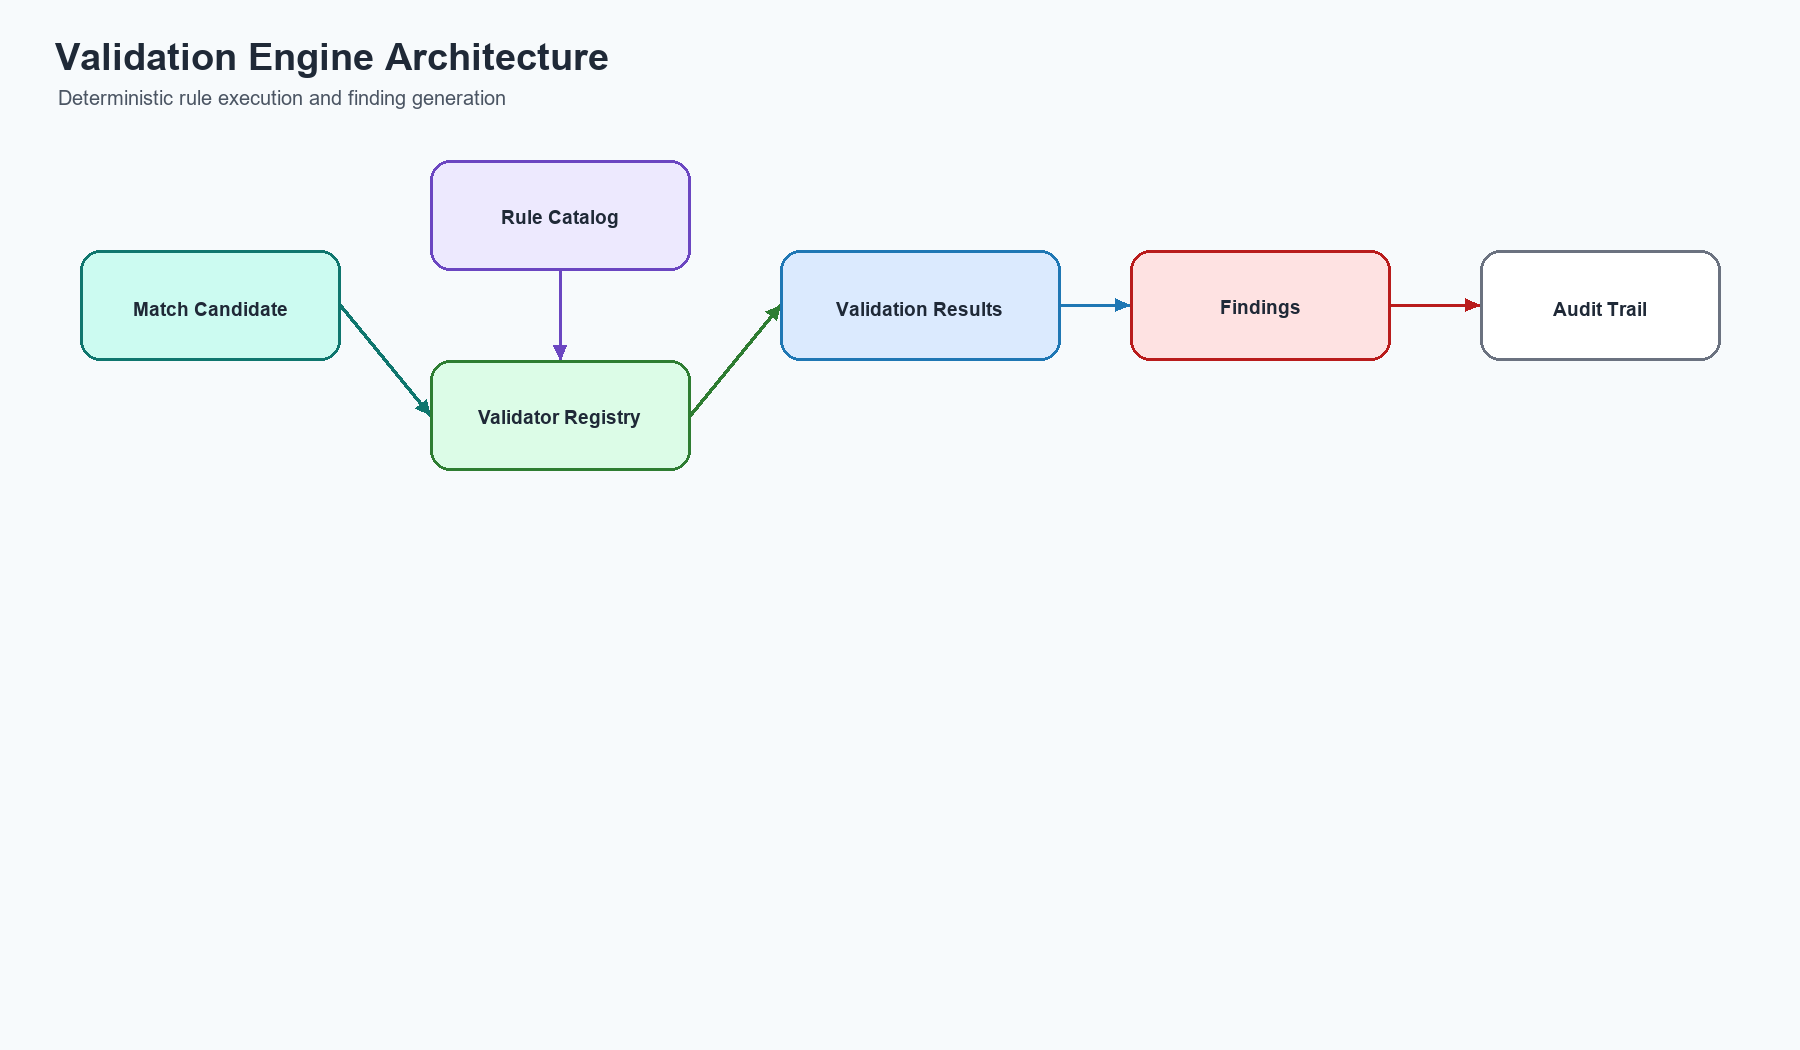 Validation Engine Architecture
Deterministic rule execution and finding generation
Rule Catalog
Match Candidate
Validator Registry
Validation Results
Findings
Audit Trail